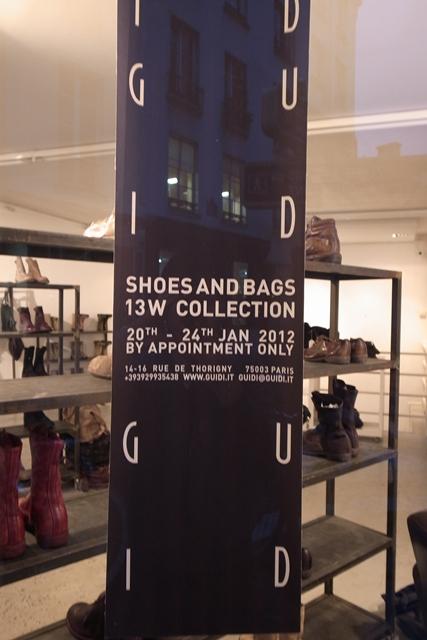 I D
G U
I D
SHOES AND BAGS
13W COLLECTION
20TH - 24TH JAN 2012
BY APPOINTMENT ONLY
14-16 RUE DE THORIGNY 75003 PARIS
+393929935438 WWW.GUIDI.IT GUIDI@GUIDI.IT
G U
I D